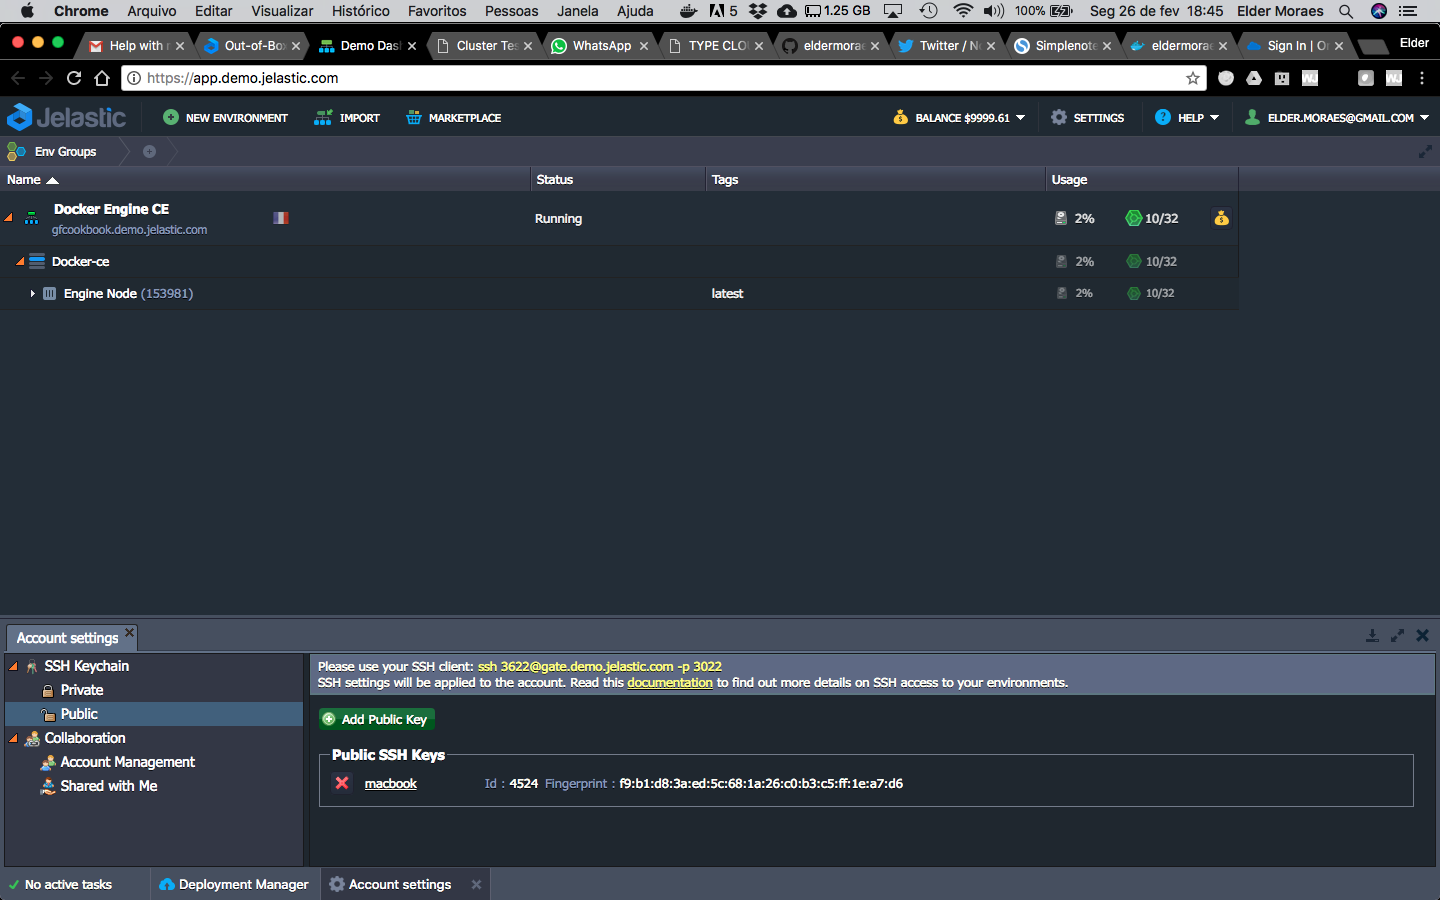 Chrome Arquivo Editar Visualizar Histórico Favoritos Pessoas Janela Ajuda 5 1.25 GB 100% Seg 26 de fev 18:45 Elder Moraes
Help with Out-of-Box Demo Das Cluster Tes WhatsApp TYPE CLO eldermorae Twitter / N Simplenote eldermorae Sign In | Or Elder
https://app.demo.jelastic.com
Jelastic NEW ENVIRONMENT IMPORT MARKETPLACE BALANCE $9999.61 SETTINGS HELP ELDER.MORAES@GMAIL.COM
Env Groups
Name Status Tags Usage
Docker Engine CE
gfcookbook.demo.jelastic.com
Running 2% 10/32
Docker-ce 2% 10/32
Engine Node (153981) latest 2% 10/32
Account settings
SSH Keychain
Private
Public
Collaboration
Account Management
Shared with Me
Please use your SSH client: ssh 3622@gate.demo.jelastic.com -p 3022
SSH settings will be applied to the account. Read this documentation to find out more details on SSH access to your environments.
Add Public Key
Public SSH Keys
macbook Id : 4524 Fingerprint : f9:b1:d8:3a:ed:5c:68:1a:26:c0:b3:c5:ff:1e:a7:d6
No active tasks Deployment Manager Account settings